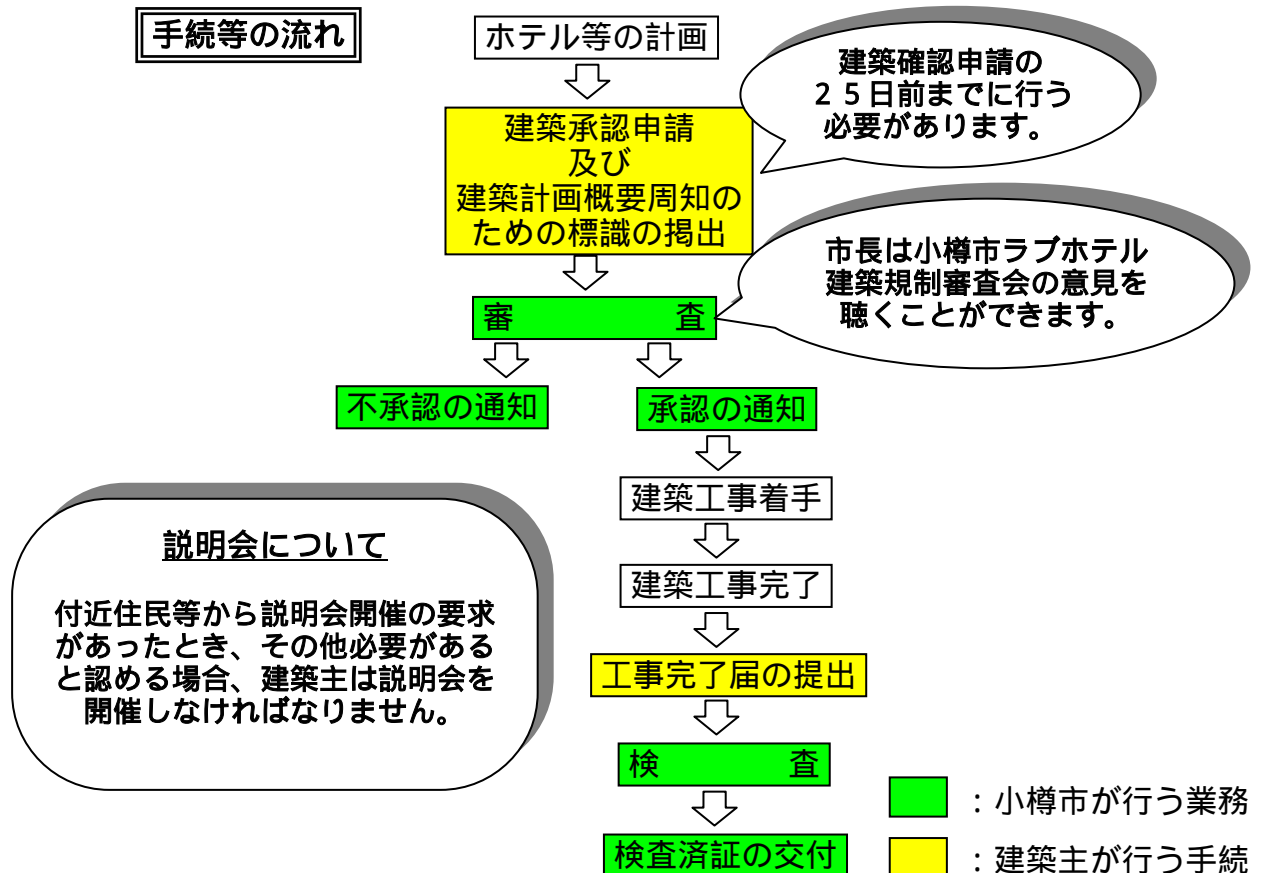 手続等の流れ
ホテル等の計画
建築確認申請の
２５日前までに行う
必要があります。
建築承認申請
及び
建築計画概要周知の
ための標識の掲出
市長は小樽市ラブホテル
建築規制審査会の意見を
聴くことができます。
審　　　　　査
不承認の通知
承認の通知
建築工事着手
説明会について
付近住民等から説明会開催の要求
があったとき、その他必要がある
と認める場合、建築主は説明会を
開催しなければなりません。
建築工事完了
工事完了届の提出
検　　　　査
検査済証の交付
：小樽市が行う業務
：建築主が行う手続